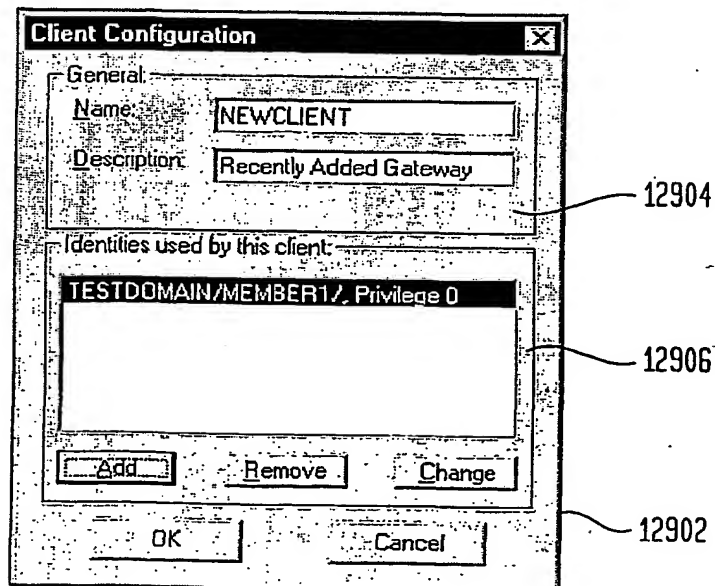 Client Configuration
General:
Name: NEWCLIENT
Description: Recently Added Gateway
12904
Identities used by this client:
TESTDOMAIN/MEMBER1/, Privilege 0
12906
Add Remove Change
OK Cancel
12902